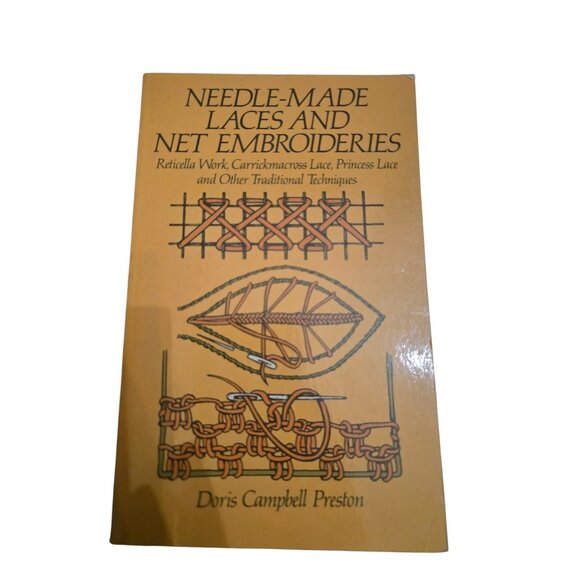 NEEDLE-MADE
LACES AND
NET EMBROIDERIES
Reticella Work, Carrickmacross Lace, Princess Lace
and Other Traditional Techniques
Doris Campbell Preston